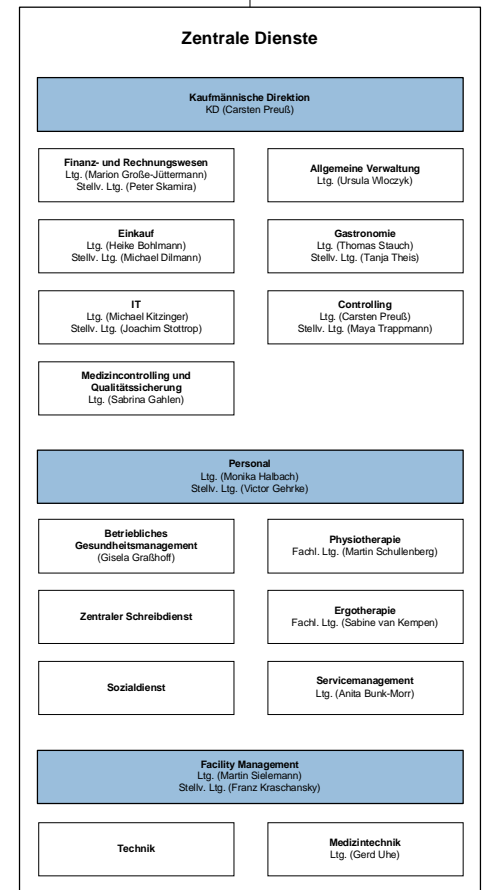 Zentrale Dienste
Kaufmännische Direktion
KD (Carsten Preuß)
Finanz- und Rechnungswesen
Ltg. (Marion Große-Jüttermann)
Stellv. Ltg. (Peter Skamira)
Allgemeine Verwaltung
Ltg. (Ursula Wloczyk)
Einkauf
Ltg. (Heike Bohlmann)
Stellv. Ltg. (Michael Dilmann)
Gastronomie
Ltg. (Thomas Stauch)
Stellv. Ltg. (Tanja Theis)
IT
Ltg. (Michael Kitzinger)
Stellv. Ltg. (Joachim Stottrop)
Controlling
Ltg. (Carsten Preuß)
Stellv. Ltg. (Maya Trappmann)
Medizincontrolling und
Qualitätssicherung
Ltg. (Sabrina Gahlen)
Personal
Ltg. (Monika Halbach)
Stellv. Ltg. (Victor Gehrke)
Betriebliches
Gesundheitsmanagement
(Gisela Graßhoff)
Physiotherapie
Fachl. Ltg. (Martin Schullenberg)
Zentraler Schreibdienst
Ergotherapie
Fachl. Ltg. (Sabine van Kempen)
Sozialdienst
Servicemanagement
Ltg. (Anita Bunk-Morr)
Facility Management
Ltg. (Martin Sielemann)
Stellv. Ltg. (Franz Kraschansky)
Technik
Medizintechnik
Ltg. (Gerd Uhe)